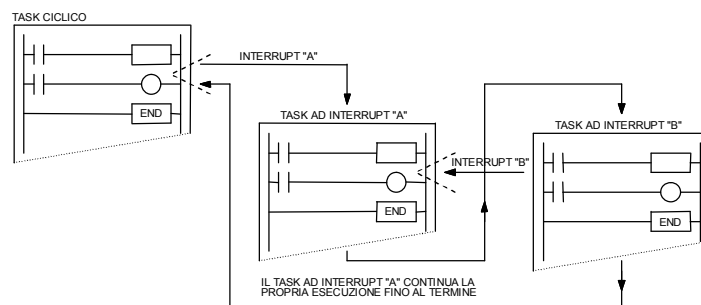 TASK CICLICO
INTERRUPT "A"
END
TASK AD INTERRUPT "A"
TASK AD INTERRUPT "B"
INTERRUPT "B"
END
END
IL TASK AD INTERRUPT "A" CONTINUA LA
PROPRIA ESECUZIONE FINO AL TERMINE